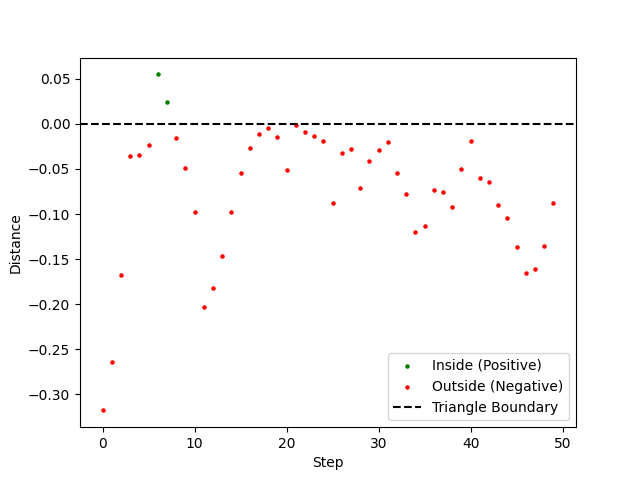 0.05
0.00
−0.05
−0.10
−0.15
−0.20
−0.25
−0.30
Distance
0 10 20 30 40 50
Step
Inside (Positive)
Outside (Negative)
Triangle Boundary